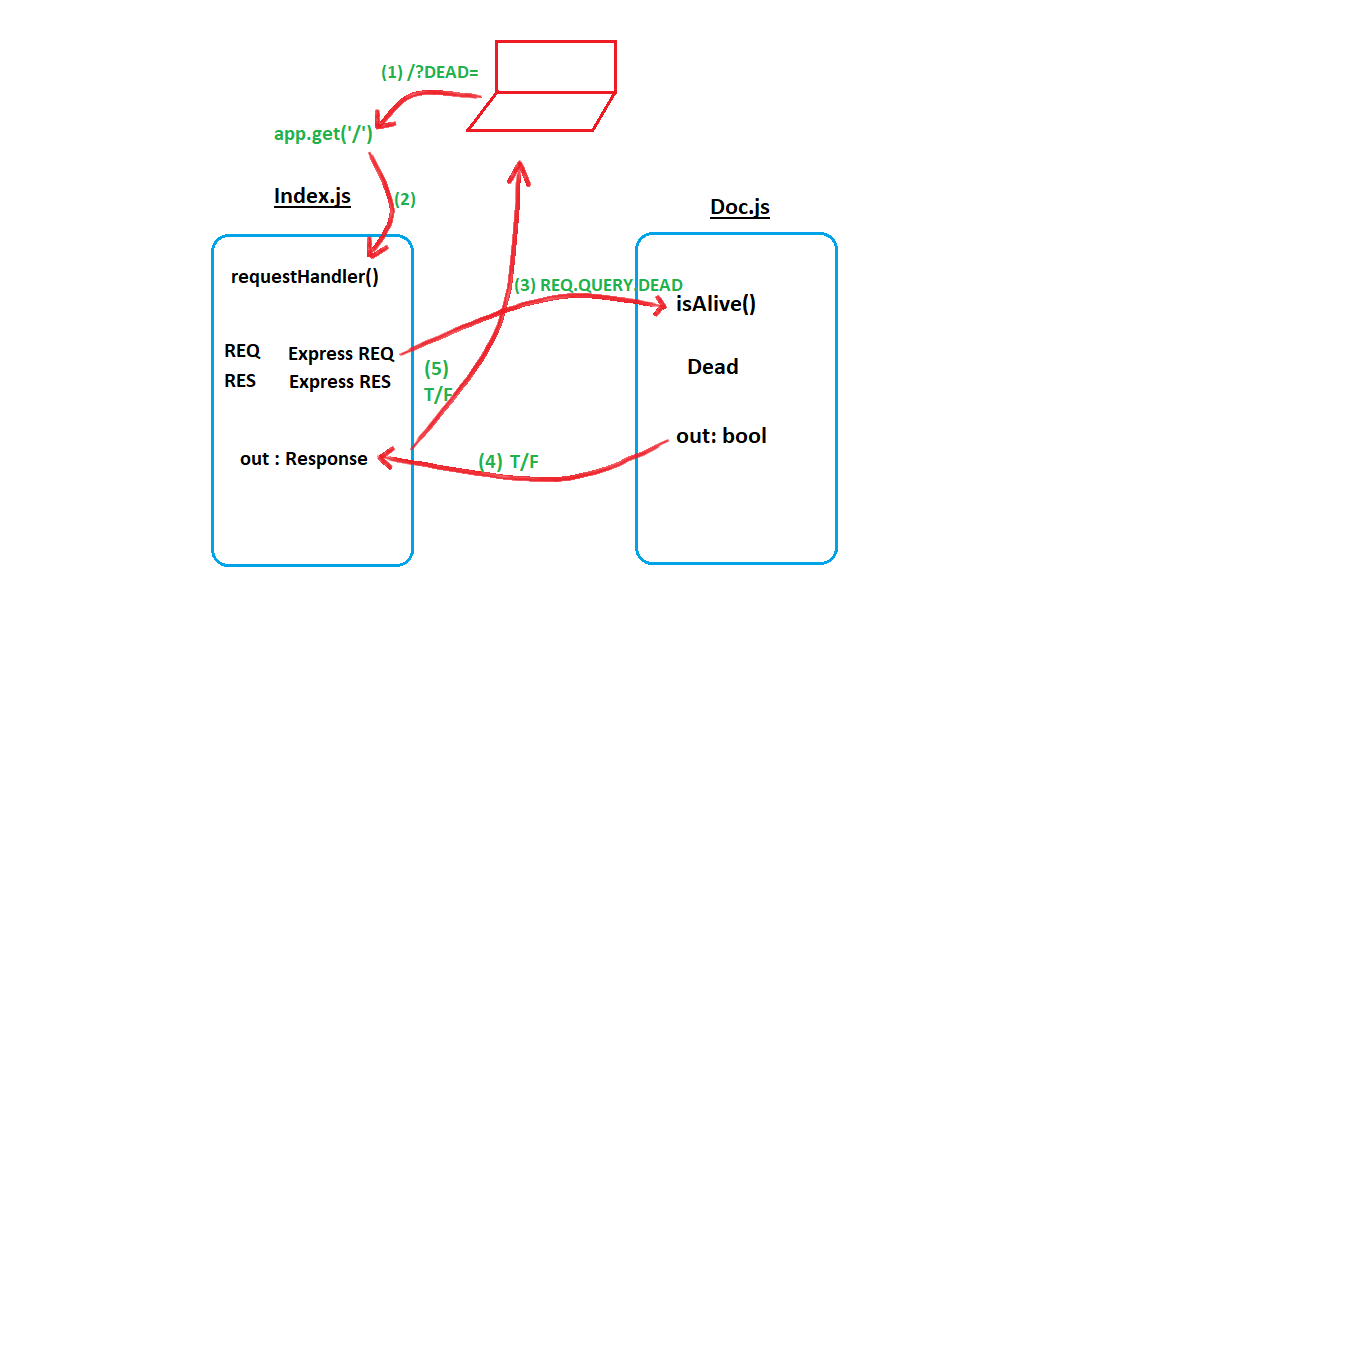 (1) /?DEAD=
app.get('/')
(2)
Index.js
Doc.js
requestHandler()
(3) REQ.QUERY.DEAD
isAlive()
REQ Express REQ
RES Express RES
(5)
T/F
Dead
out: bool
out : Response
(4) T/F